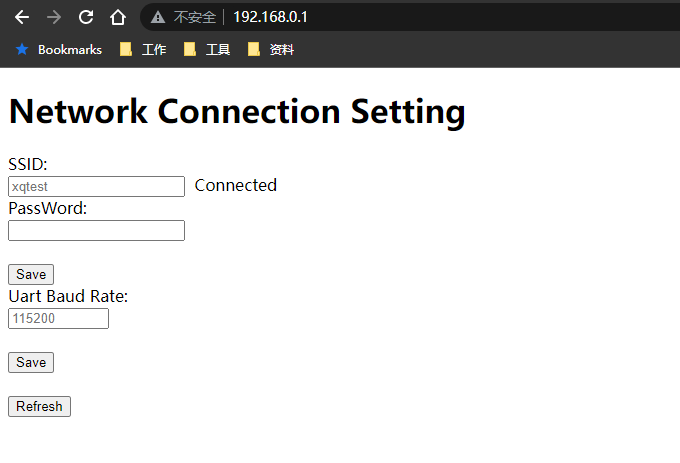 不安全 192.168.0.1
Bookmarks 工作 工具 资料
Network Connection Setting
SSID:
xqtest Connected
PassWord:
Save
Uart Baud Rate:
115200
Save
Refresh